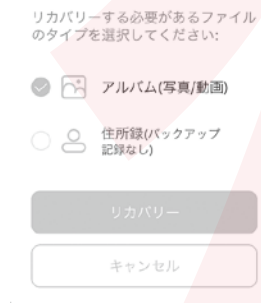 リカバリーする必要があるファイル
のタイプを選択してください:
アルバム(写真/動画)
住所録(バックアップ
記録なし)
リカバリー
キャンセル